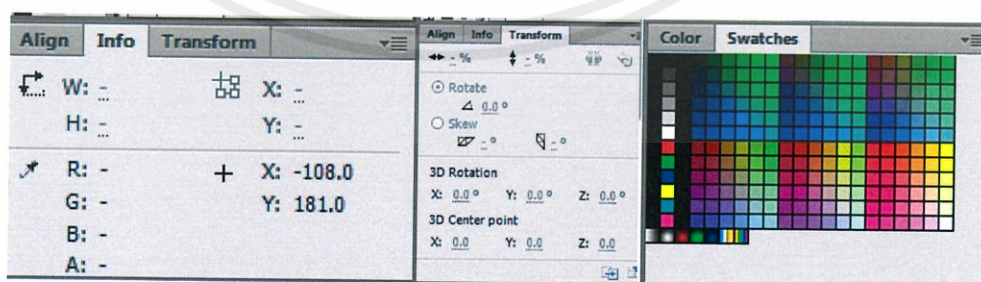 Align Info Transform
W: -
X: -
H: -
Y: -
R: -
X: -108.0
G: -
Y: 181.0
B: -
A: -
Align Info Transform
- %
- %
Rotate
0.0 °
Skew
- °
- °
3D Rotation
X: 0.0 ° Y: 0.0 ° Z: 0.0 °
3D Center point
X: 0.0 Y: 0.0 Z: 0.0
Color Swatches